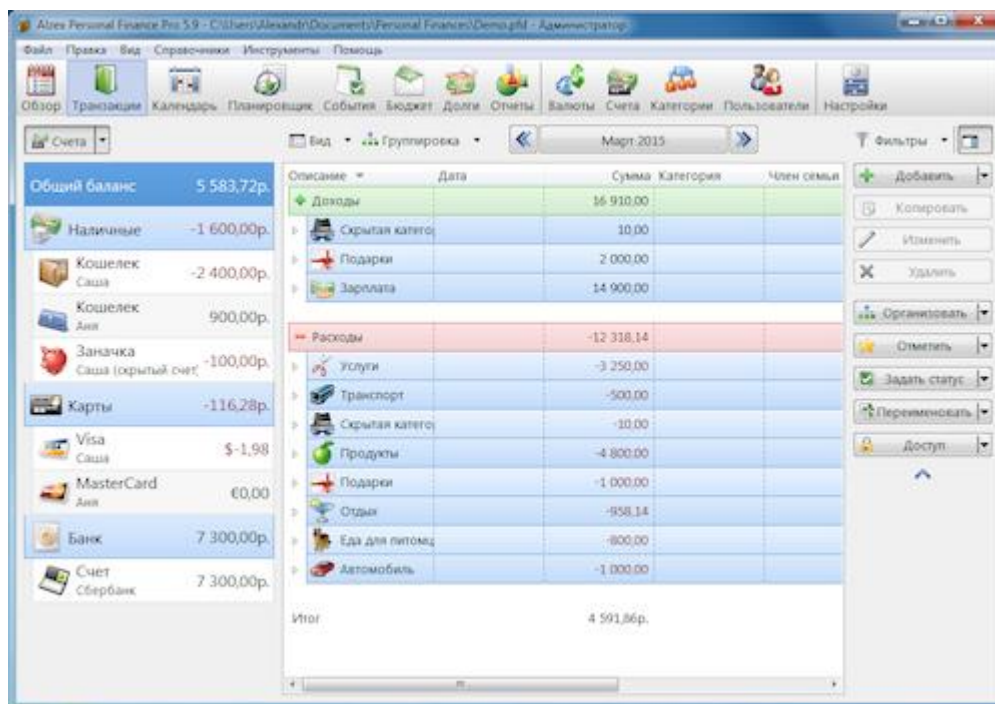 Alzex Personal Finance Pro 5.9 - C:\Users\Alexandr\Documents\Personal Finances\Demo.pfd - Администратор
Файл Правка Вид Справочники Инструменты Помощь
Обзор Транзакции Календарь Планировщик События Бюджет Долги Отчеты Валюты Счета Категории Пользователи Настройки
Счета Вид Группировка Март 2015 Фильтры
Общий баланс 5 583,72р.
Наличные -1 600,00р.
Кошелек -2 400,00р.
Саша
Кошелек 900,00р.
Аня
Заначка -100,00р.
Саша (скрытый счет)
Карты -116,28р.
Visa $-1,98
Саша
MasterCard €0,00
Аня
Банк 7 300,00р.
Счет 7 300,00р.
Сбербанк
Описание Дата Сумма Категория Член семьи
Доходы 16 910,00
Скрытая катего 10,00
Подарки 2 000,00
Зарплата 14 900,00
Расходы -12 318,14
Услуги -3 250,00
Транспорт -500,00
Скрытая катего -10,00
Продукты -4 800,00
Подарки -1 000,00
Отдых -958,14
Еда для питомц -800,00
Автомобиль -1 000,00
Итог 4 591,86р.
Добавить
Копировать
Изменить
Удалить
Организовать
Отметить
Задать статус
Переименовать
Доступ